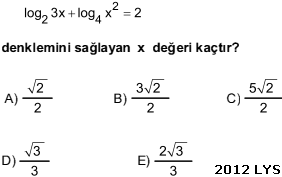 log₂ 3x + log₄ x² = 2
denklemini sağlayan x değeri kaçtır?
A) √2/2 B) 3√2/2 C) 5√2/2
D) √3/3 E) 2√3/3
2012 LYS